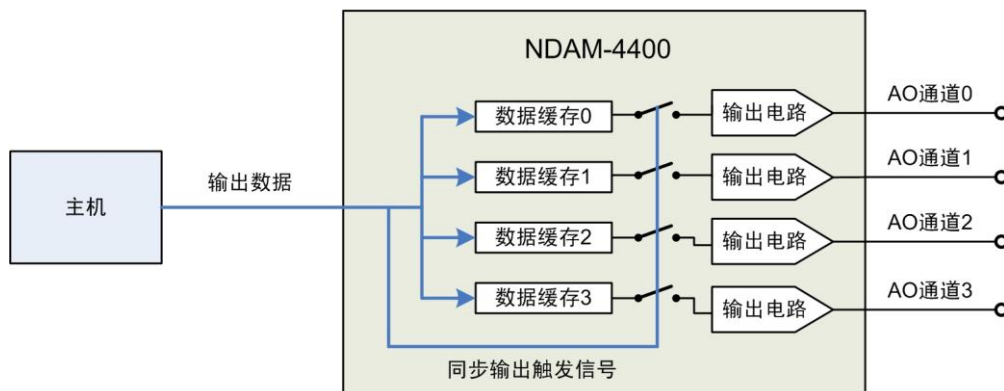 NDAM-4400
主机
输出数据
数据缓存0
输出电路
AO通道0
数据缓存1
输出电路
AO通道1
数据缓存2
输出电路
AO通道2
数据缓存3
输出电路
AO通道3
同步输出触发信号